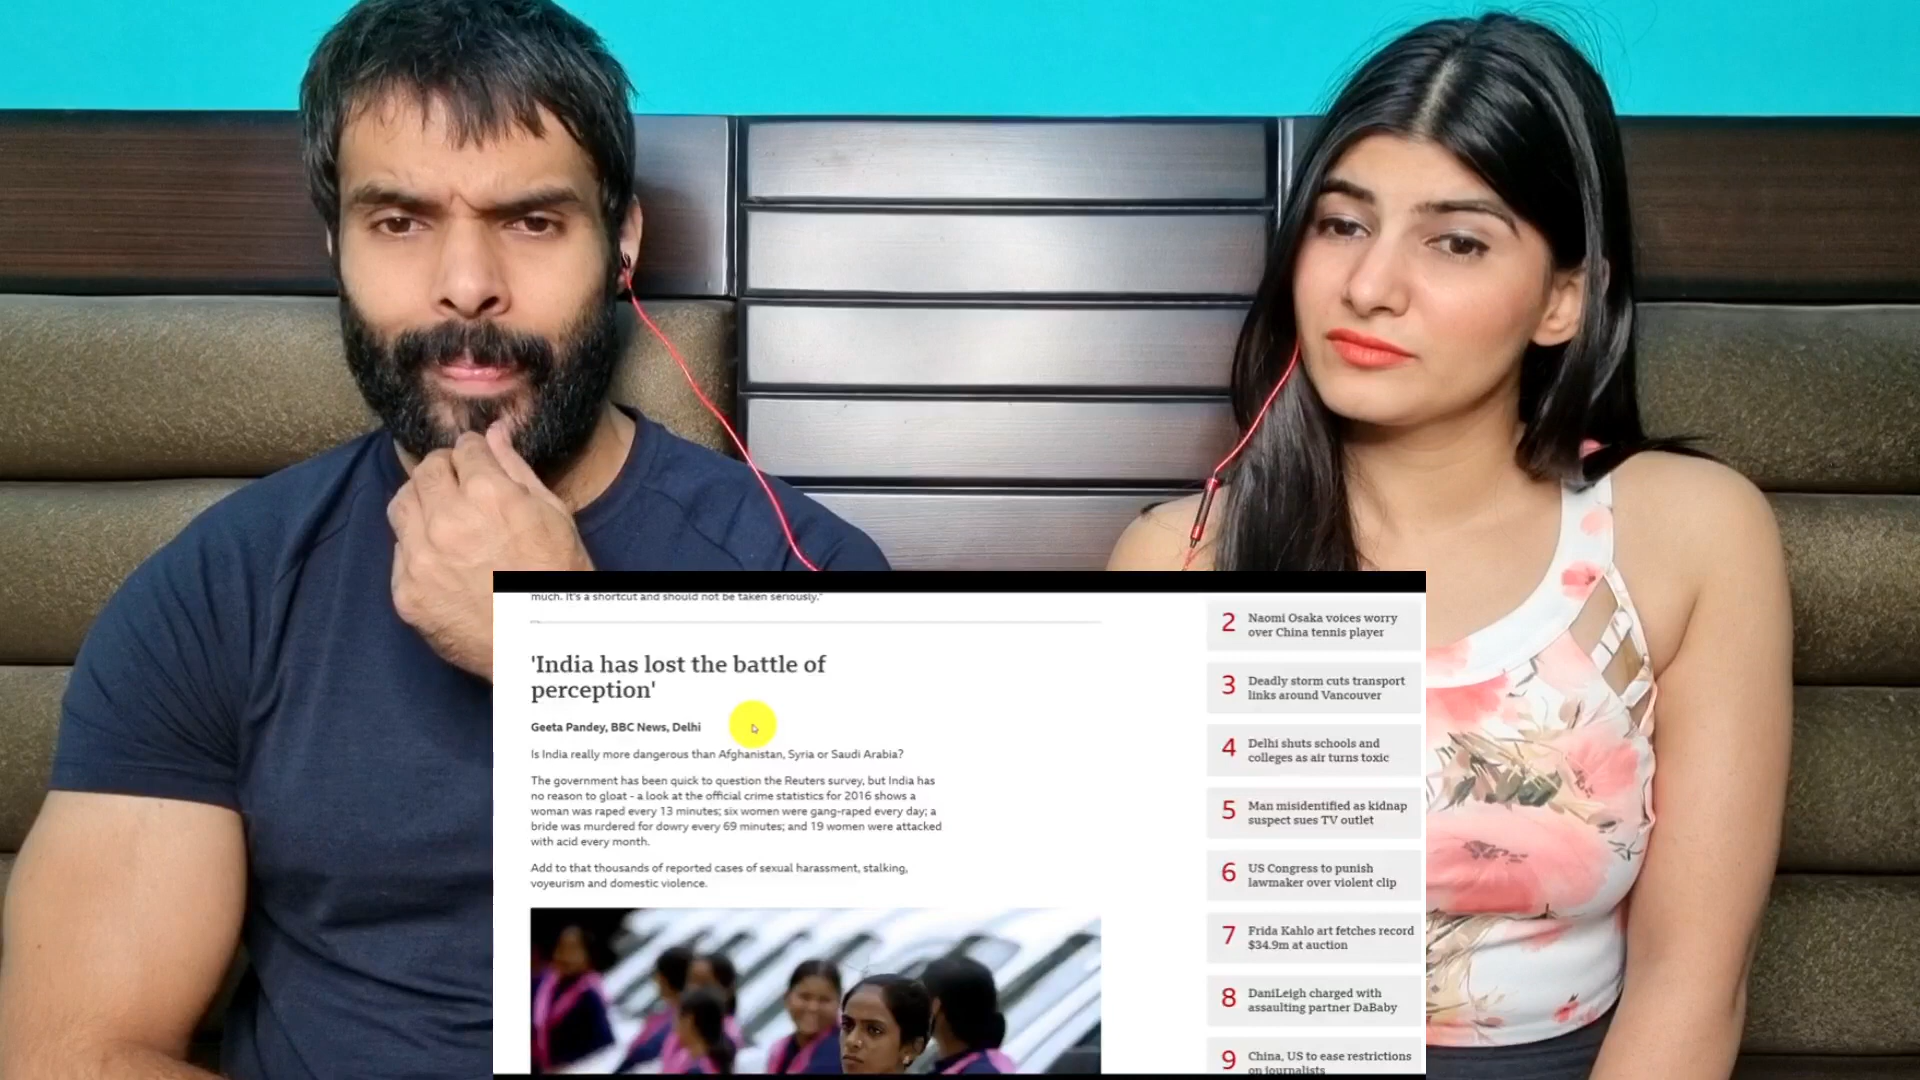 much. It's a shortcut and should not be taken seriously."
'India has lost the battle of
perception'
Geeta Pandey, BBC News, Delhi
Is India really more dangerous than Afghanistan, Syria or Saudi Arabia?
The government has been quick to question the Reuters survey, but India has
no reason to gloat - a look at the official crime statistics for 2016 shows a
woman was raped every 13 minutes; six women were gang-raped every day; a
bride was murdered for dowry every 69 minutes; and 19 women were attacked
with acid every month.
Add to that thousands of reported cases of sexual harassment, stalking,
voyeurism and domestic violence.
2 Naomi Osaka voices worry
over China tennis player
3 Deadly storm cuts transport
links around Vancouver
4 Delhi shuts schools and
colleges as air turns toxic
5 Man misidentified as kidnap
suspect sues TV outlet
6 US Congress to punish
lawmaker over violent clip
7 Frida Kahlo art fetches record
$34.9m at auction
8 DaniLeigh charged with
assaulting partner DaBaby
9 China, US to ease restrictions
on journalists